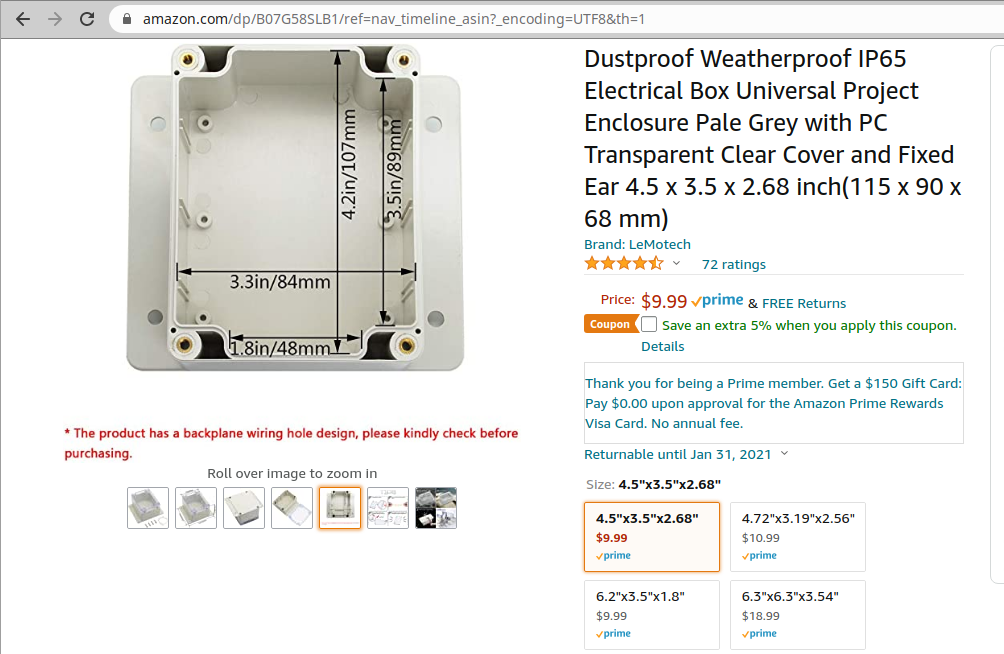 amazon.com/dp/B07G58SLB1/ref=nav_timeline_asin?_encoding=UTF8&th=1
4.2in/107mm
3.5in/89mm
3.3in/84mm
1.8in/48mm
* The product has a backplane wiring hole design, please kindly check before
purchasing.
Roll over image to zoom in
Dustproof Weatherproof IP65
Electrical Box Universal Project
Enclosure Pale Grey with PC
Transparent Clear Cover and Fixed
Ear 4.5 x 3.5 x 2.68 inch(115 x 90 x
68 mm)
Brand: LeMotech
72 ratings
Price: $9.99 prime & FREE Returns
Coupon Save an extra 5% when you apply this coupon.
Details
Thank you for being a Prime member. Get a $150 Gift Card:
Pay $0.00 upon approval for the Amazon Prime Rewards
Visa Card. No annual fee.
Returnable until Jan 31, 2021
Size: 4.5"x3.5"x2.68"
4.5"x3.5"x2.68"
$9.99
prime
4.72"x3.19"x2.56"
$10.99
prime
6.2"x3.5"x1.8"
$9.99
prime
6.3"x6.3"x3.54"
$18.99
prime